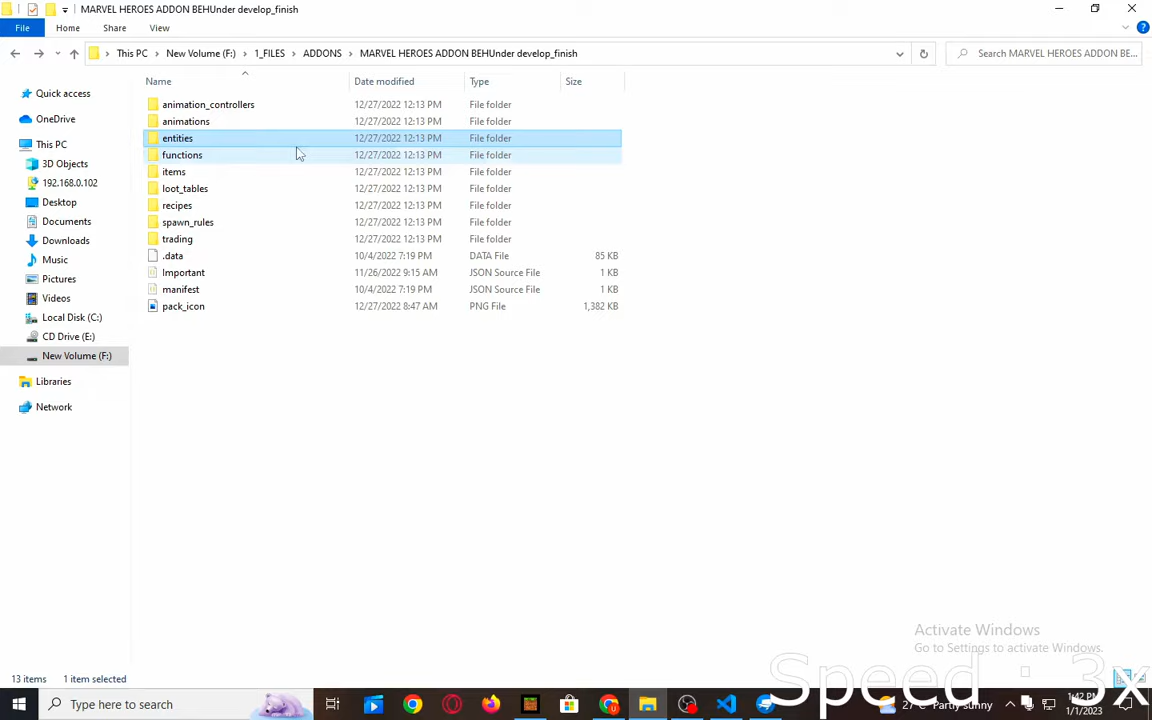 MARVEL HEROES ADDON BEHUnder develop_finish
File Home Share View
This PC New Volume (F:) 1_FILES ADDONS MARVEL HEROES ADDON BEHUnder develop_finish Search MARVEL HEROES ADDON BE...
Name Date modified Type Size
Quick access
OneDrive
This PC
3D Objects
192.168.0.102
Desktop
Documents
Downloads
Music
Pictures
Videos
Local Disk (C:)
CD Drive (E:)
New Volume (F:)
Libraries
Network
animation_controllers 12/27/2022 12:13 PM File folder
animations 12/27/2022 12:13 PM File folder
entities 12/27/2022 12:13 PM File folder
functions 12/27/2022 12:13 PM File folder
items 12/27/2022 12:13 PM File folder
loot_tables 12/27/2022 12:13 PM File folder
recipes 12/27/2022 12:13 PM File folder
spawn_rules 12/27/2022 12:13 PM File folder
trading 12/27/2022 12:13 PM File folder
.data 10/4/2022 7:19 PM DATA File 85 KB
Important 11/26/2022 9:15 AM JSON Source File 1 KB
manifest 10/4/2022 7:19 PM JSON Source File 1 KB
pack_icon 12/27/2022 8:47 AM PNG File 1,382 KB
Activate Windows
Go to Settings to activate Windows.
13 items 1 item selected
Speed : 3x
Type here to search
27°C Partly sunny
1:42 PM
1/1/2023